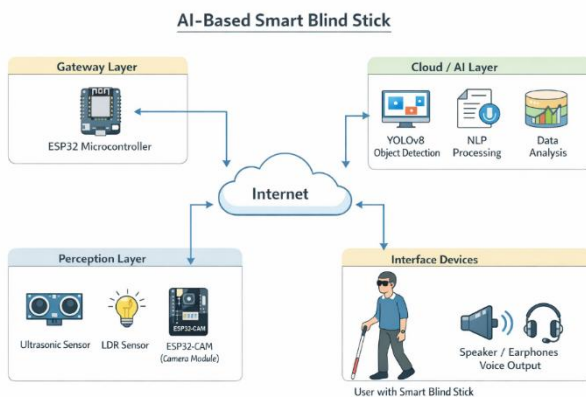 AI-Based Smart Blind Stick
Gateway Layer
ESP32 Microcontroller
Cloud / AI Layer
YOLOv8
Object Detection
NLP
Processing
Data
Analysis
Internet
Perception Layer
Ultrasonic Sensor
LDR Sensor
ESP32-CAM
ESP32-CAM
(Camera Module)
Interface Devices
Speaker / Earphones
Voice Output
User with Smart Blind Stick